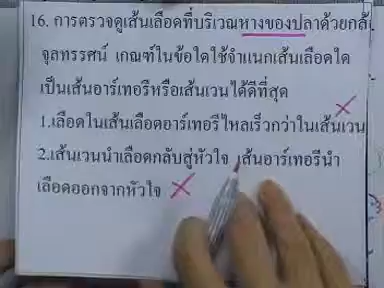 16. การตรวจดูเส้นเลือดที่บริเวณหางของปลาด้วยกล้
จุลทรรศน์ เกณฑ์ในข้อใดใช้จำแนกเส้นเลือดใด
เป็นเส้นอาร์เทอรีหรือเส้นเวนได้ดีที่สุด
1.เลือดในเส้นเลือดอาร์เทอรีไหลเร็วกว่าในเส้นเวน
2.เส้นเวนนำเลือดกลับสู่หัวใจ เส้นอาร์เทอรีนำ
เลือดออกจากหัวใจ